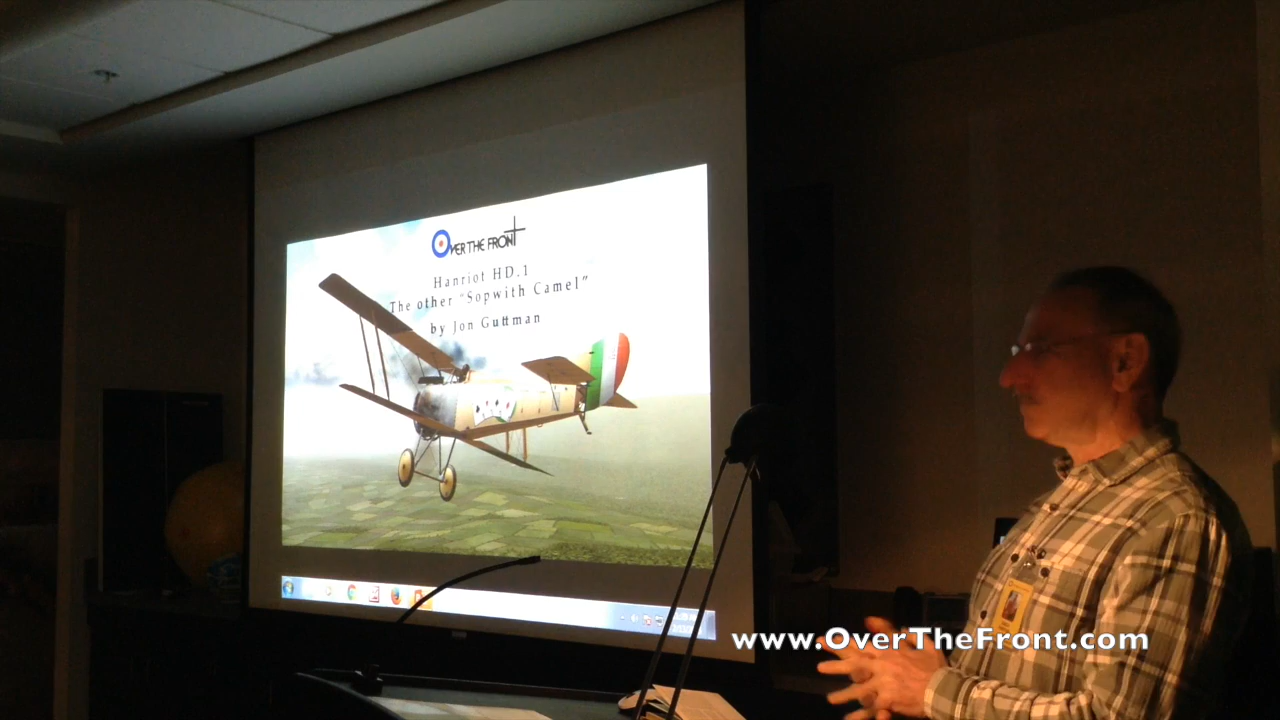 OVER THE FRONT
Hanriot HD.1
The other "Sopwith Camel"
by Jon Guttman
www.OverTheFront.com